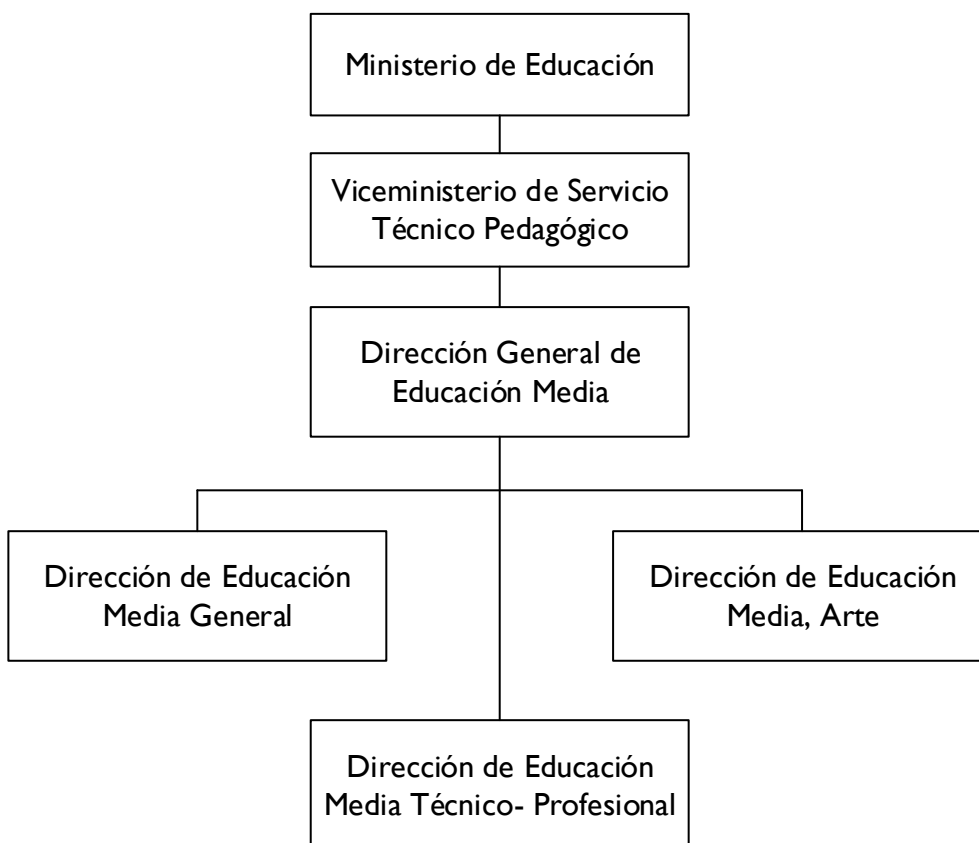 Ministerio de Educación
Viceministerio de Servicio
Técnico Pedagógico
Dirección General de
Educación Media
Dirección de Educación
Media General
Dirección de Educación
Media, Arte
Dirección de Educación
Media Técnico- Profesional